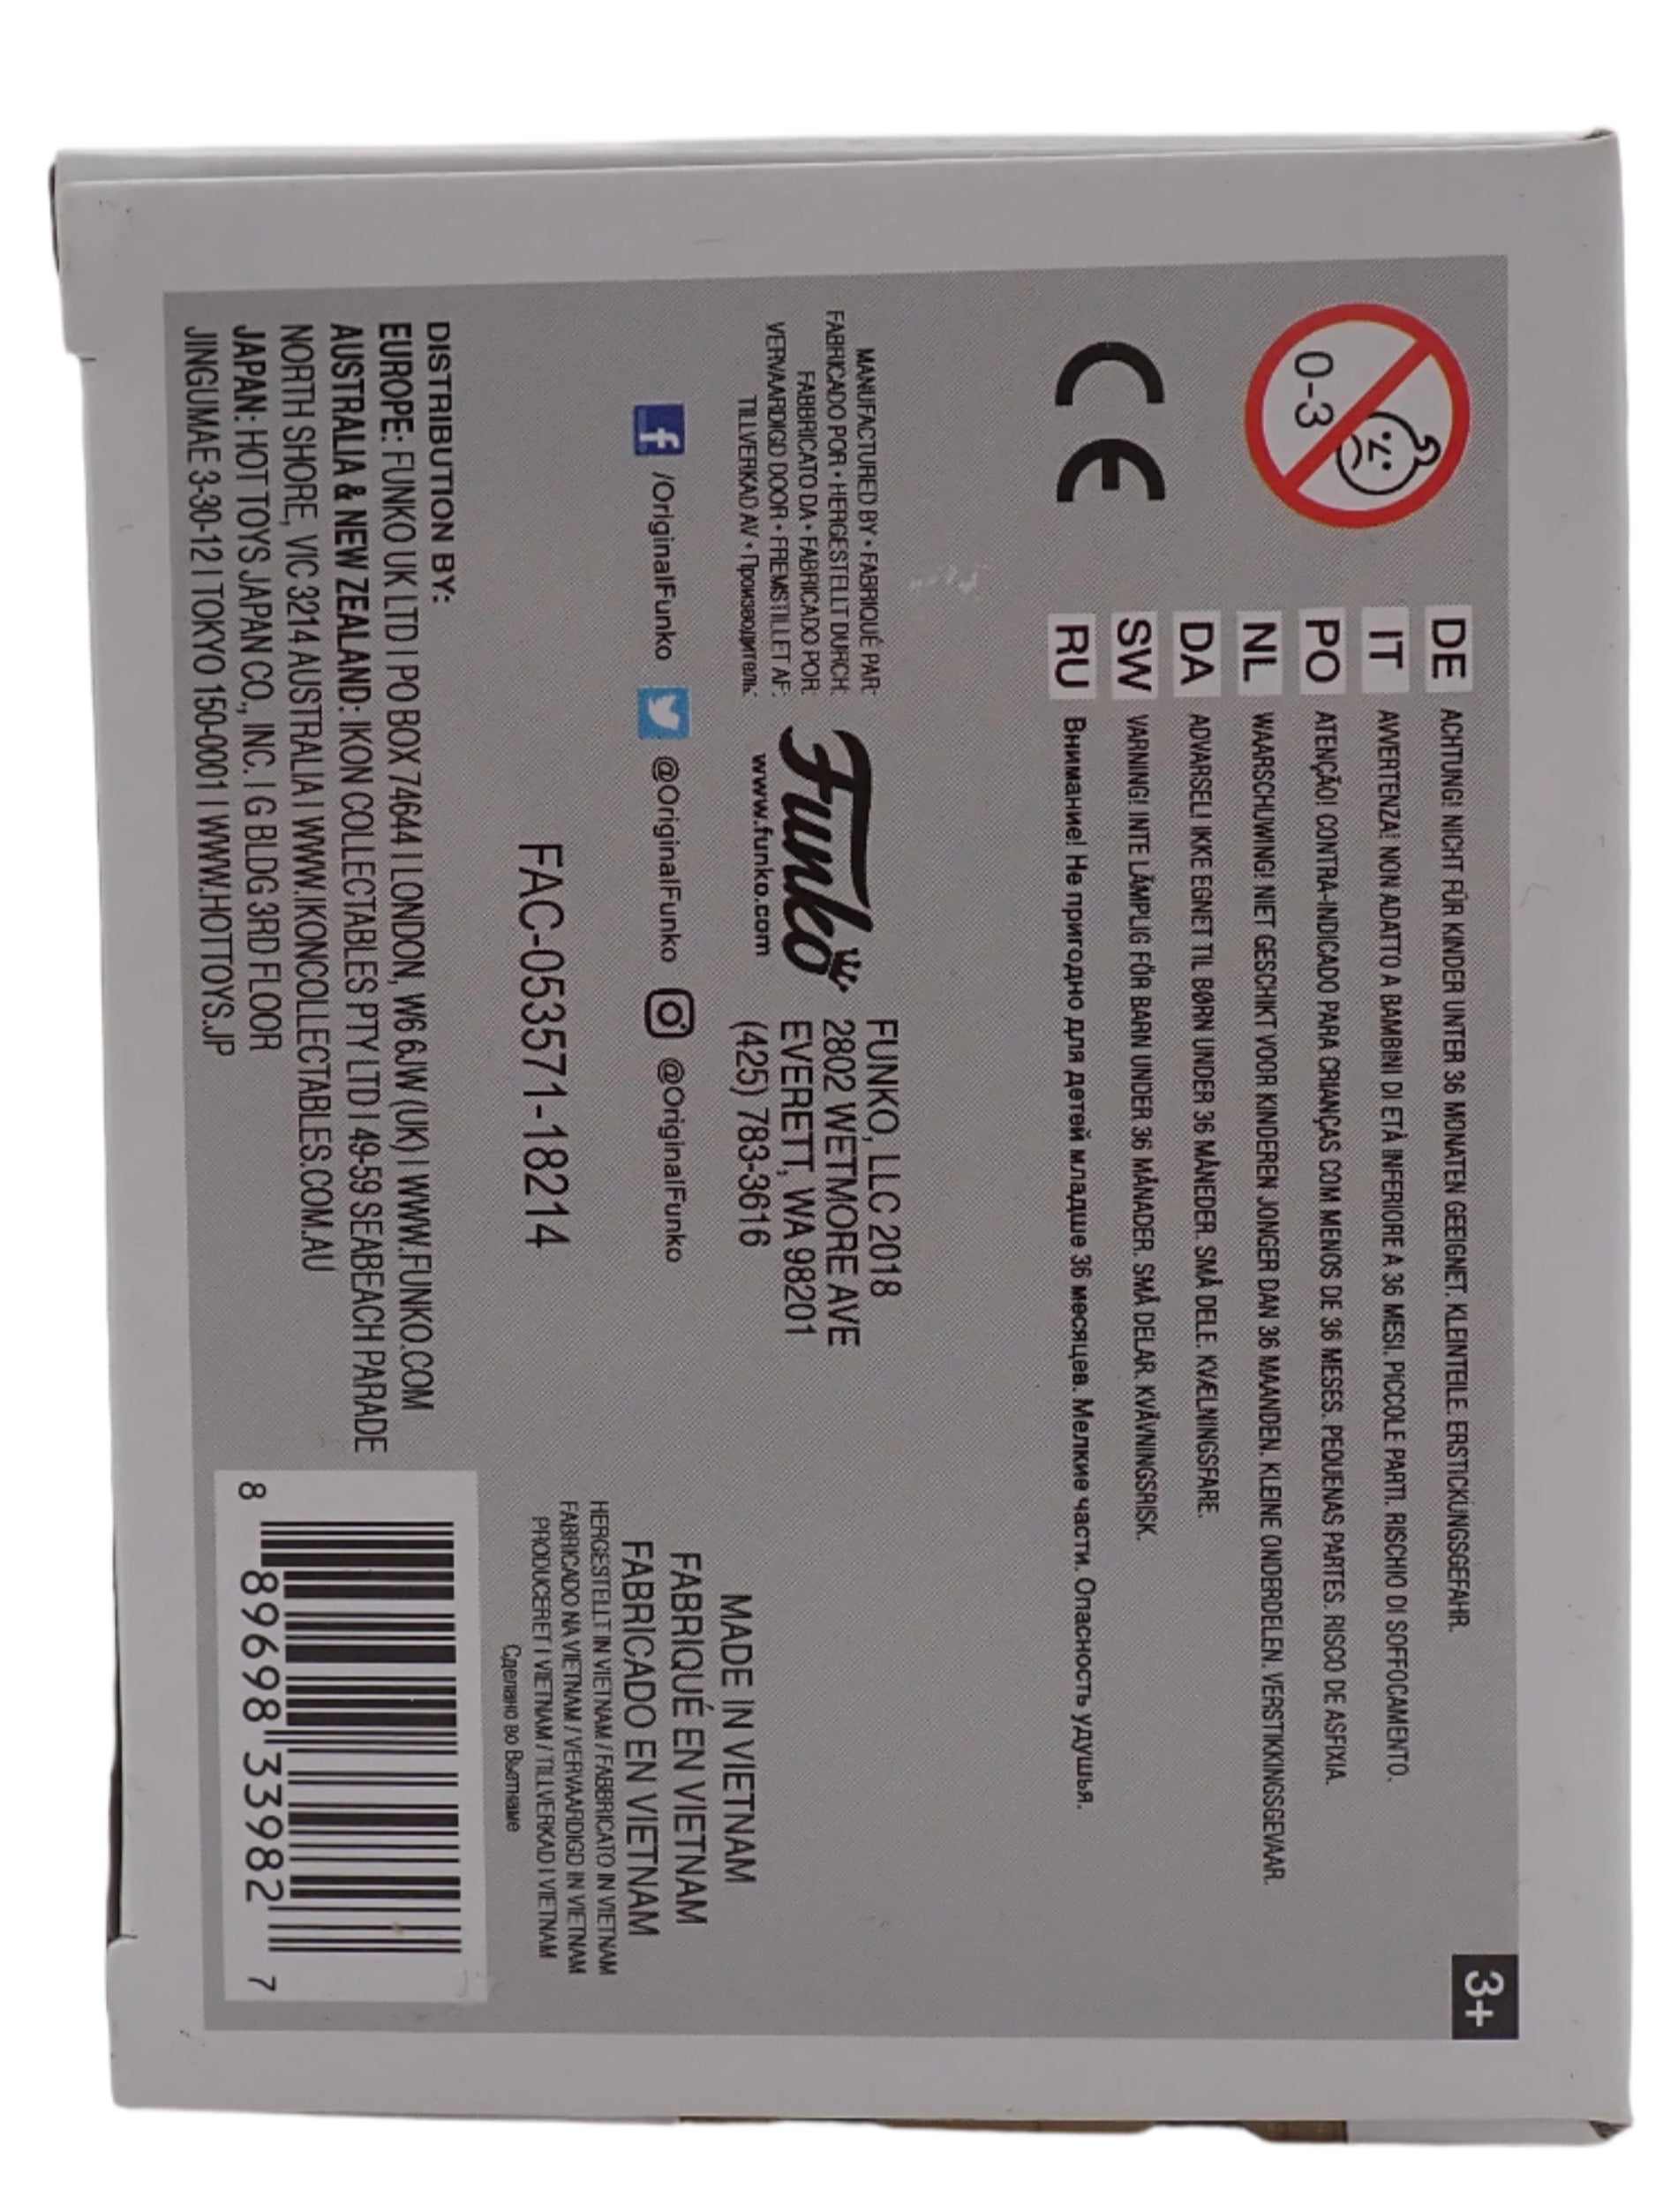 0-3
3+
DE ACHTUNG! NICHT FÜR KINDER UNTER 36 MONATEN GEEIGNET. KLEINTEILE. ERSTICKUNGSGEFAHR.
IT AVVERTENZA! NON ADATTO A BAMBINI DI ETÀ INFERIORE A 36 MESI. PICCOLE PARTI. RISCHIO DI SOFFOCAMENTO.
PO ATENÇÃO! CONTRA-INDICADO PARA CRIANÇAS COM MENOS DE 36 MESES. PEQUENAS PARTES. RISCO DE ASFIXIA.
NL WAARSCHUWING! NIET GESCHIKT VOOR KINDEREN JONGER DAN 36 MAANDEN. KLEINE ONDERDELEN. VERSTIKKINGSGEVAAR.
DA ADVARSEL! IKKE EGNET TIL BØRN UNDER 36 MÅNEDER. SMÅ DELE. KVÆLNINGSFARE.
SW VARNING! INTE LÄMPLIG FÖR BARN UNDER 36 MÅNADER. SMÅ DELAR. KVÄVNINGSRISK.
RU Внимание! Не пригодно для детей младше 36 месяцев. Мелкие части. Опасность удушья.
CE
MANUFACTURED BY • FABRIQUÉ PAR:
FABRICADO POR • HERGESTELLT DURCH:
FABBRICATO DA • FABRICADO POR:
VERVAARDIGD DOOR • FREMSTILLET AF:
TILLVERKAD AV • Производитель:
Funko
www.funko.com
FUNKO, LLC 2018
2802 WETMORE AVE
EVERETT, WA 98201
(425) 783-3616
f /OriginalFunko @OriginalFunko @OriginalFunko
FAC-053571-18214
MADE IN VIETNAM
FABRIQUÉ EN VIETNAM
FABRICADO EN VIETNAM
HERGESTELLT IN VIETNAM / FABBRICATO IN VIETNAM
FABRICADO NA VIETNAM / VERVAARDIGD IN VIETNAM
PRODUCERET I VIETNAM / TILLVERKAD I VIETNAM
Сделано во Вьетнаме
DISTRIBUTION BY:
EUROPE: FUNKO UK LTD | PO BOX 74644 | LONDON, W6 6JW (UK) | WWW.FUNKO.COM
AUSTRALIA & NEW ZEALAND: IKON COLLECTABLES PTY LTD | 49-59 SEABEACH PARADE
NORTH SHORE, VIC 3214 AUSTRALIA | WWW.IKONCOLLECTABLES.COM.AU
JAPAN: HOT TOYS JAPAN CO., INC. | G BLDG 3RD FLOOR
JINGUMAE 3-30-12 | TOKYO 150-0001 | WWW.HOTTOYS.JP
8 89698 33982 7